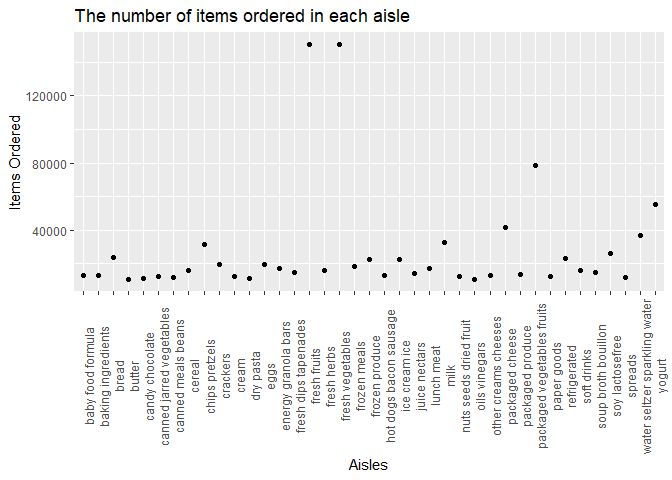 The number of items ordered in each aisle
Items Ordered
120000
80000
40000
baby food formula
baking ingredients
bread
butter
candy chocolate
canned jarred vegetables
canned meals beans
cereal
chips pretzels
crackers
cream
dry pasta
eggs
energy granola bars
fresh dips tapenades
fresh fruits
fresh herbs
fresh vegetables
frozen meals
frozen produce
hot dogs bacon sausage
ice cream ice
juice nectars
lunch meat
milk
nuts seeds dried fruit
oils vinegars
other creams cheeses
packaged cheese
packaged produce
packaged vegetables fruits
paper goods
refrigerated
soft drinks
soup broth bouillon
soy lactosefree
spreads
water seltzer sparkling water
yogurt
Aisles